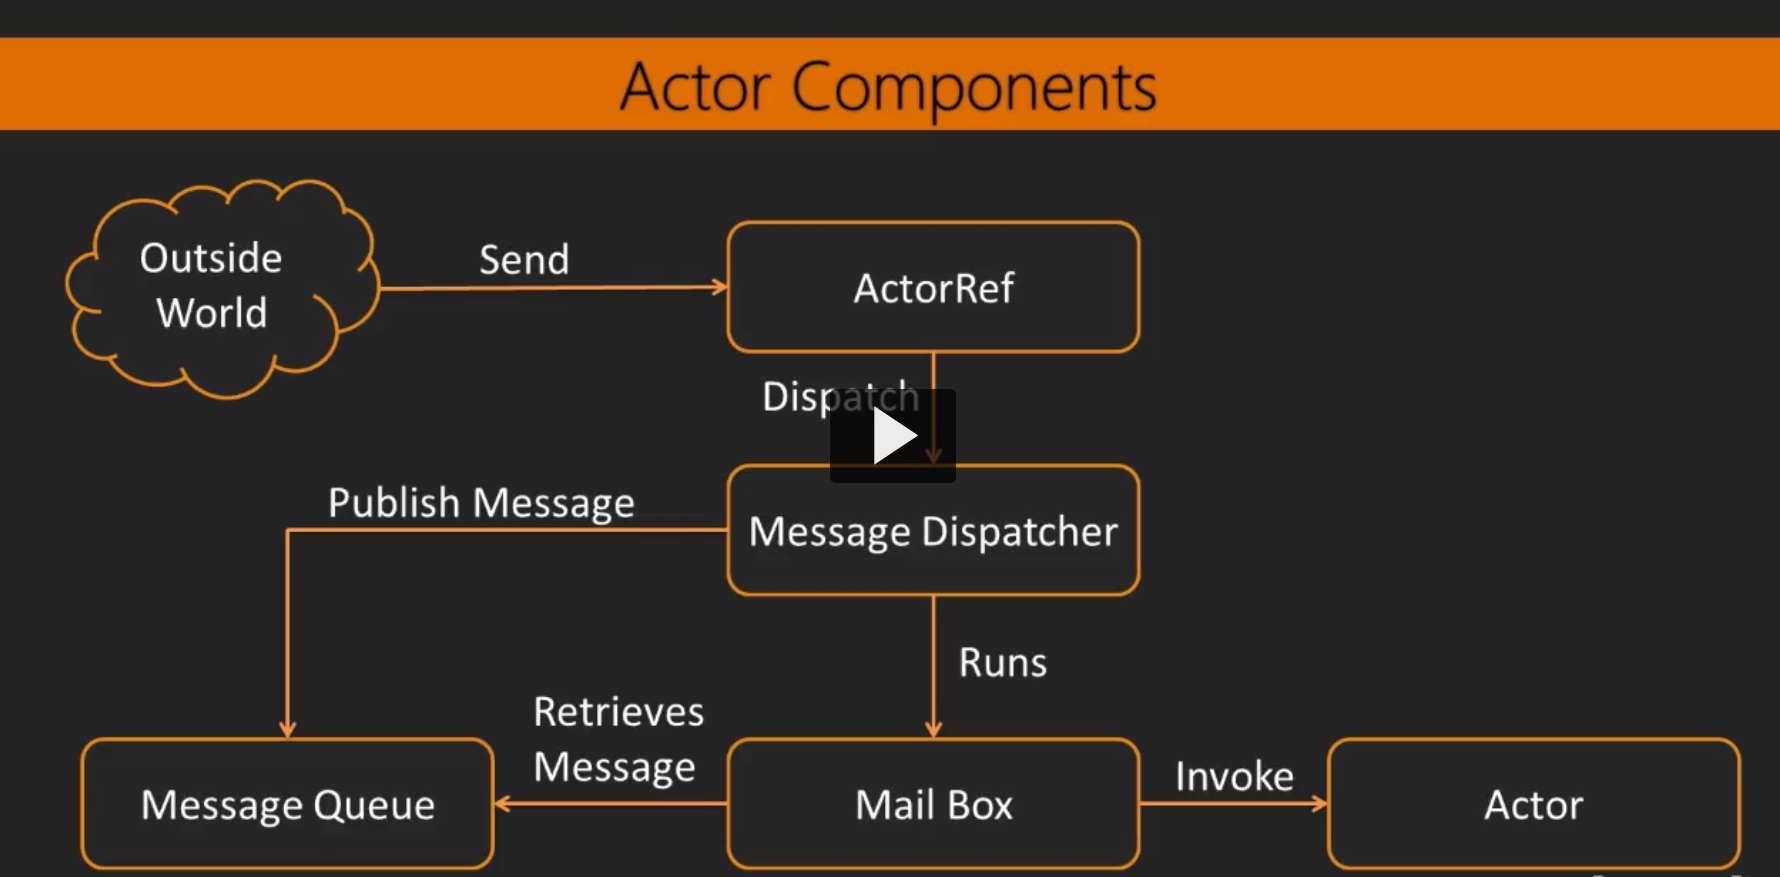 Actor Components
Outside
World
Send
ActorRef
Dispatch
Publish Message
Message Dispatcher
Runs
Retrieves
Message
Message Queue
Mail Box
Invoke
Actor